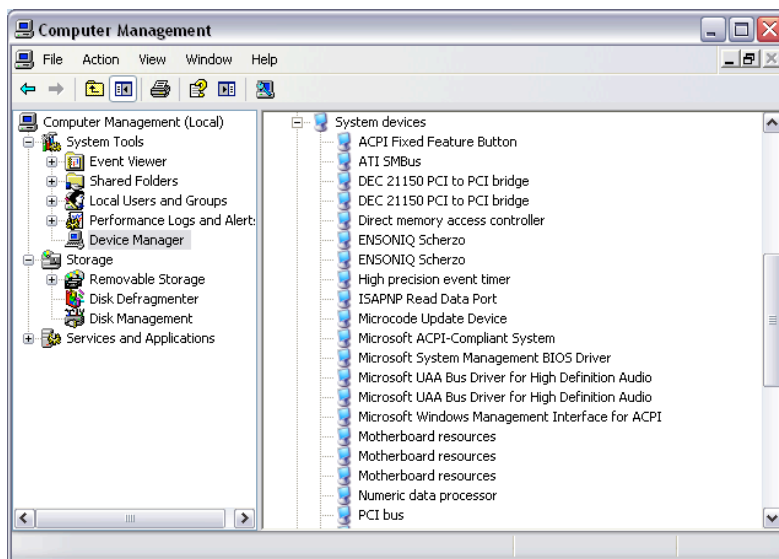 Computer Management
File Action View Window Help
Computer Management (Local)
System Tools
Event Viewer
Shared Folders
Local Users and Groups
Performance Logs and Alert:
Device Manager
Storage
Removable Storage
Disk Defragmenter
Disk Management
Services and Applications
System devices
ACPI Fixed Feature Button
ATI SMBus
DEC 21150 PCI to PCI bridge
DEC 21150 PCI to PCI bridge
Direct memory access controller
ENSONIQ Scherzo
ENSONIQ Scherzo
High precision event timer
ISAPNP Read Data Port
Microcode Update Device
Microsoft ACPI-Compliant System
Microsoft System Management BIOS Driver
Microsoft UAA Bus Driver for High Definition Audio
Microsoft UAA Bus Driver for High Definition Audio
Microsoft Windows Management Interface for ACPI
Motherboard resources
Motherboard resources
Motherboard resources
Numeric data processor
PCI bus